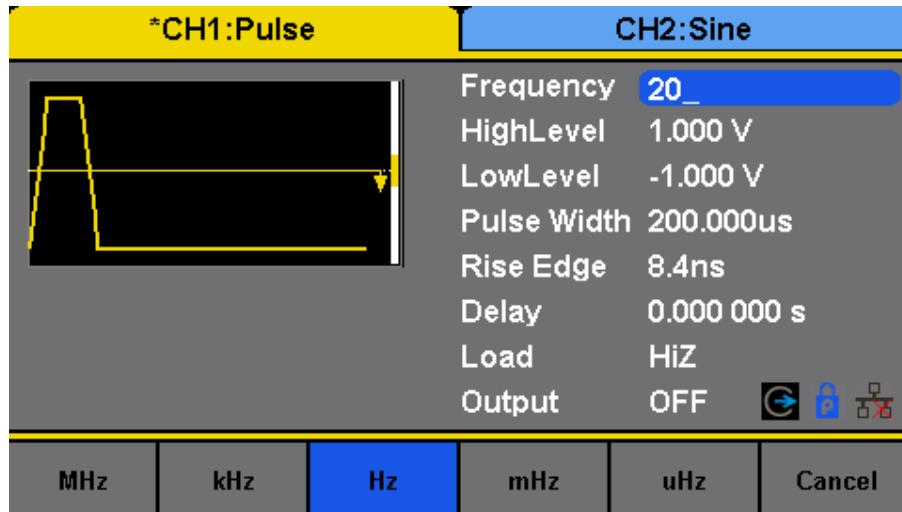 *CH1:Pulse
CH2:Sine
Frequency 20_
HighLevel 1.000 V
LowLevel -1.000 V
Pulse Width 200.000us
Rise Edge 8.4ns
Delay 0.000 000 s
Load HiZ
Output OFF
P
MHz kHz Hz mHz uHz Cancel